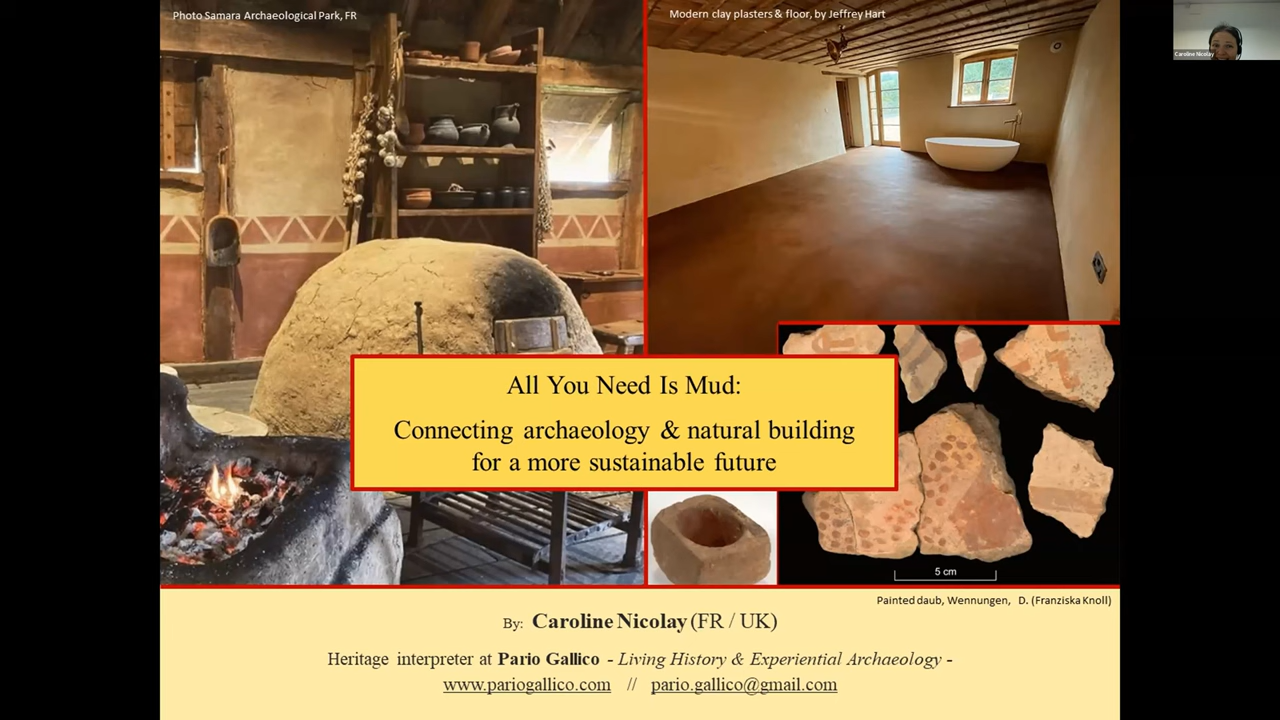 Photo Samara Archaeological Park, FR
Modern clay plasters & floor, by Jeffrey Hart
Caroline Nicolay
All You Need Is Mud:
Connecting archaeology & natural building
for a more sustainable future
5 cm
Painted daub, Wennungen, D. (Franziska Knoll)
By: Caroline Nicolay (FR / UK)
Heritage interpreter at Pario Gallico - Living History & Experiential Archaeology -
www.pariogallico.com // pario.gallico@gmail.com